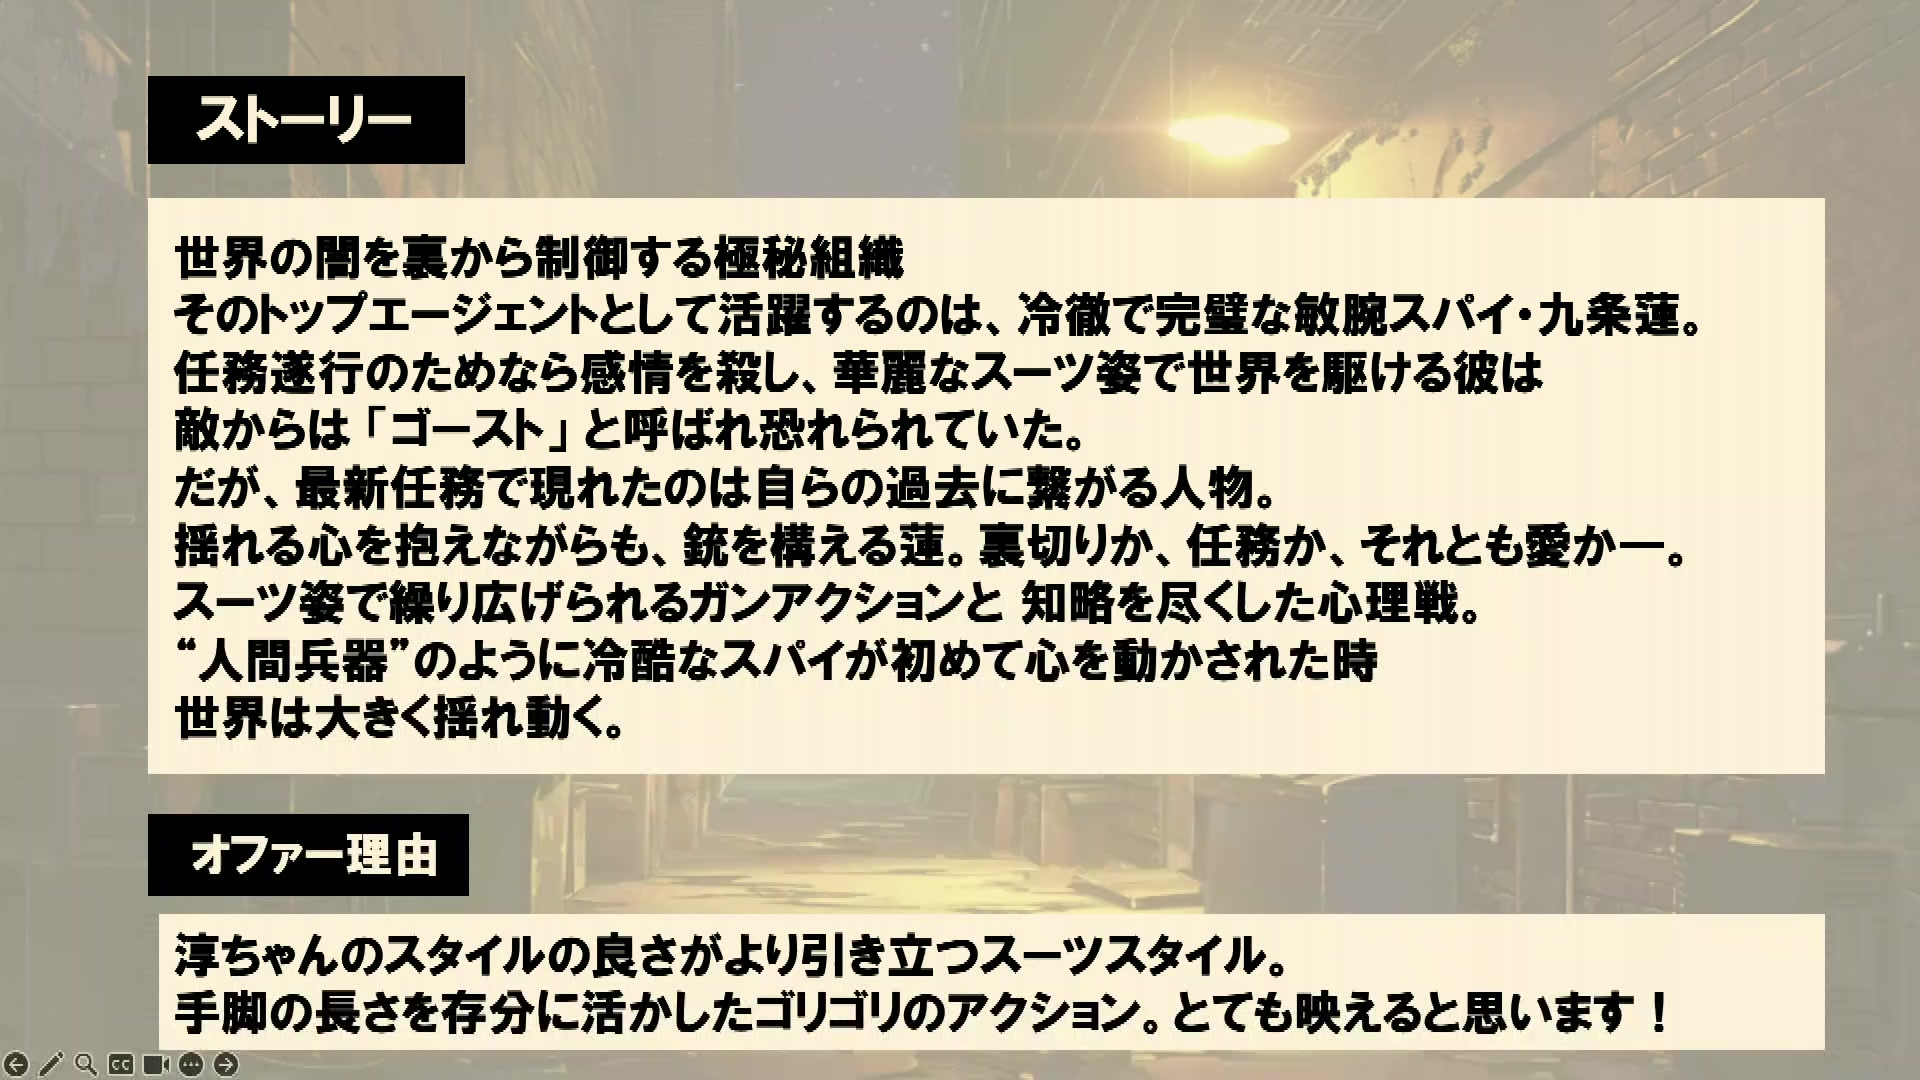 ストーリー
世界の闇を裏から制御する極秘組織
そのトップエージェントとして活躍するのは、冷徹で完璧な敏腕スパイ・九条蓮。
任務遂行のためなら感情を殺し、華麗なスーツ姿で世界を駆ける彼は
敵からは「ゴースト」と呼ばれ恐れられていた。
だが、最新任務で現れたのは自らの過去に繋がる人物。
揺れる心を抱えながらも、銃を構える蓮。裏切りか、任務か、それとも愛か―。
スーツ姿で繰り広げられるガンアクションと 知略を尽くした心理戦。
“人間兵器”のように冷酷なスパイが初めて心を動かされた時
世界は大きく揺れ動く。
オファー理由
淳ちゃんのスタイルの良さがより引き立つスーツスタイル。
手脚の長さを存分に活かしたゴリゴリのアクション。とても映えると思います！
CC